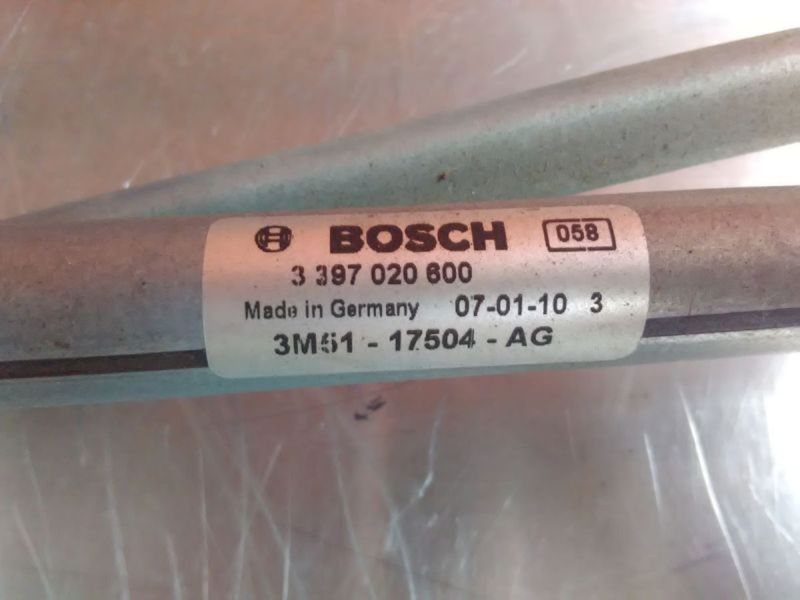 BOSCH 058
3 397 020 600
Made in Germany 07-01-10 3
3M51 - 17504 - AG